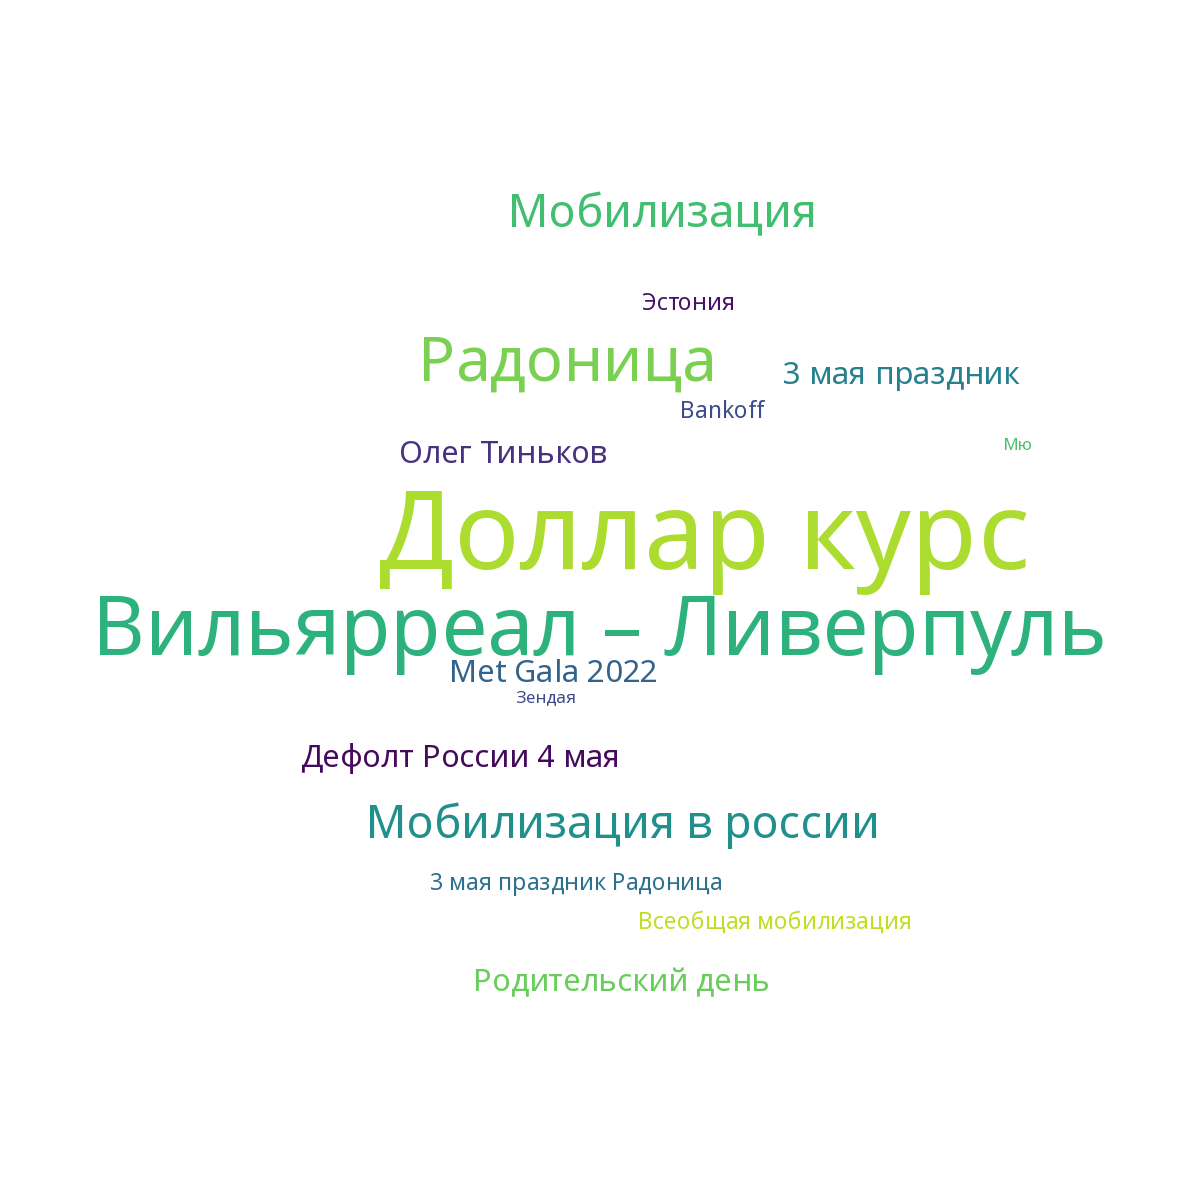 Мобилизация
Эстония
Радоница
3 мая праздник
Bankoff
Мю
Олег Тиньков
Доллар курс
Вильярреал – Ливерпуль
Met Gala 2022
Зендая
Дефолт России 4 мая
Мобилизация в россии
3 мая праздник Радоница
Всеобщая мобилизация
Родительский день